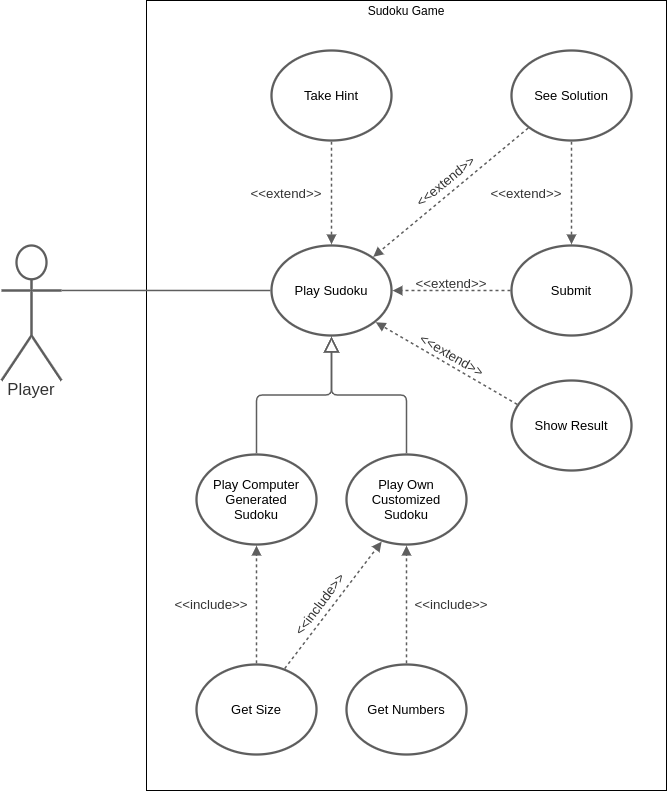 Sudoku Game
Take Hint
See Solution
<<extend>>
<<extend>>
<<extend>>
Play Sudoku
<<extend>>
Submit
Player
<<extend>>
Show Result
Play Computer
Generated
Sudoku
Play Own
Customized
Sudoku
<<include>>
<<include>>
<<include>>
Get Size
Get Numbers